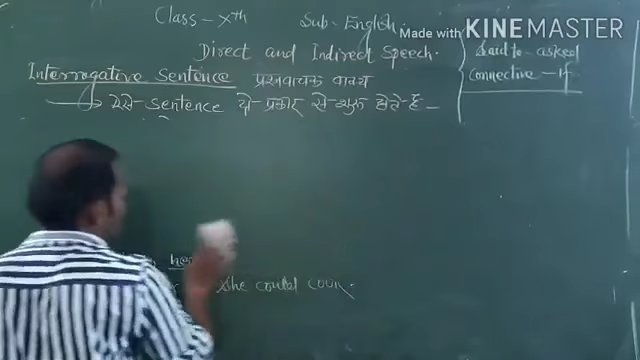 Class - Xth Sub - English.
Made with KINEMASTER
Direct and Indirect Speech.
Said to - asked
Connective - If
Interrogative Sentence प्रश्नवाचक वाक्य
ऐसे - Sentence दो - प्रकार से - शुरू होते - हैं -
She could cook.